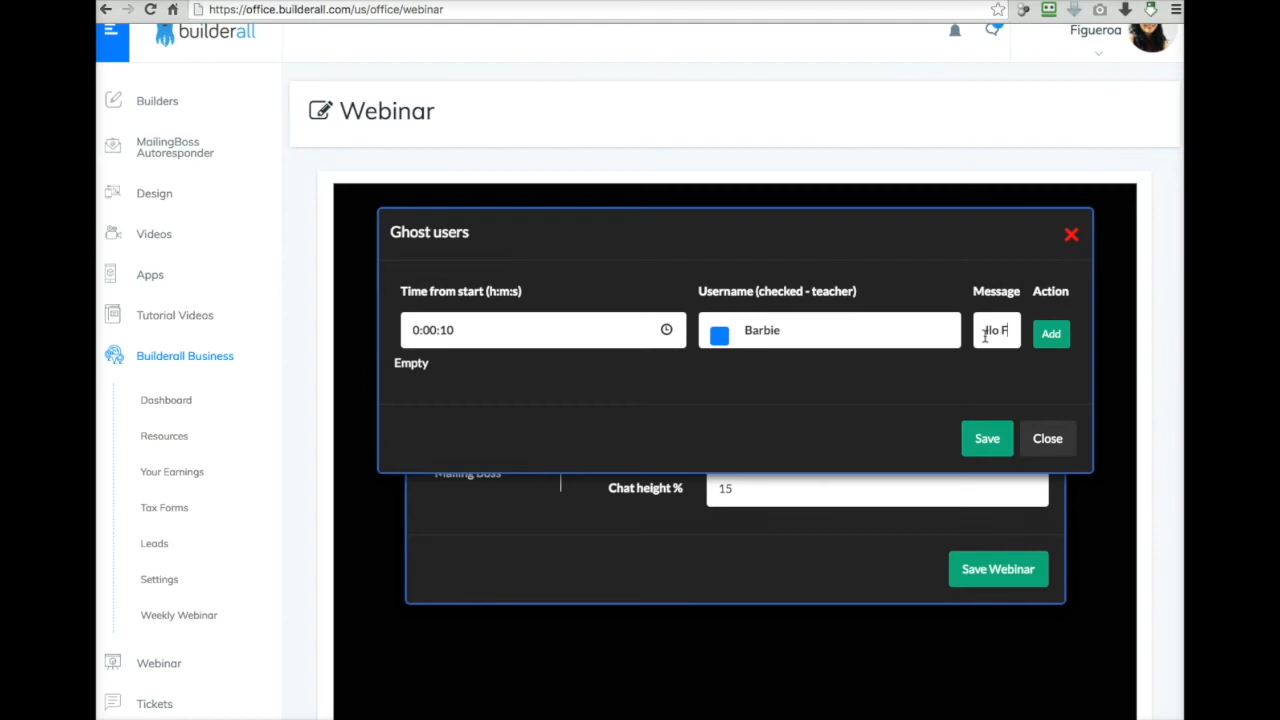 https://office.builderall.com/us/office/webinar
builderall
Figueroa
Builders
MailingBoss
Autoresponder
Design
Videos
Apps
Tutorial Videos
Builderall Business
Dashboard
Resources
Your Earnings
Tax Forms
Leads
Settings
Weekly Webinar
Webinar
Tickets
Webinar
Ghost users
Time from start (h:m:s)
Username (checked - teacher)
Message
Action
0:00:10
Barbie
llo F
Add
Empty
Save
Close
Mailing Boss
Chat height %
15
Save Webinar